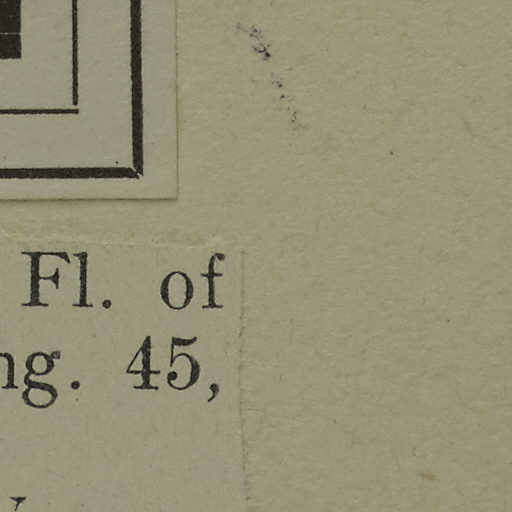 Fl. of
ng. 45,